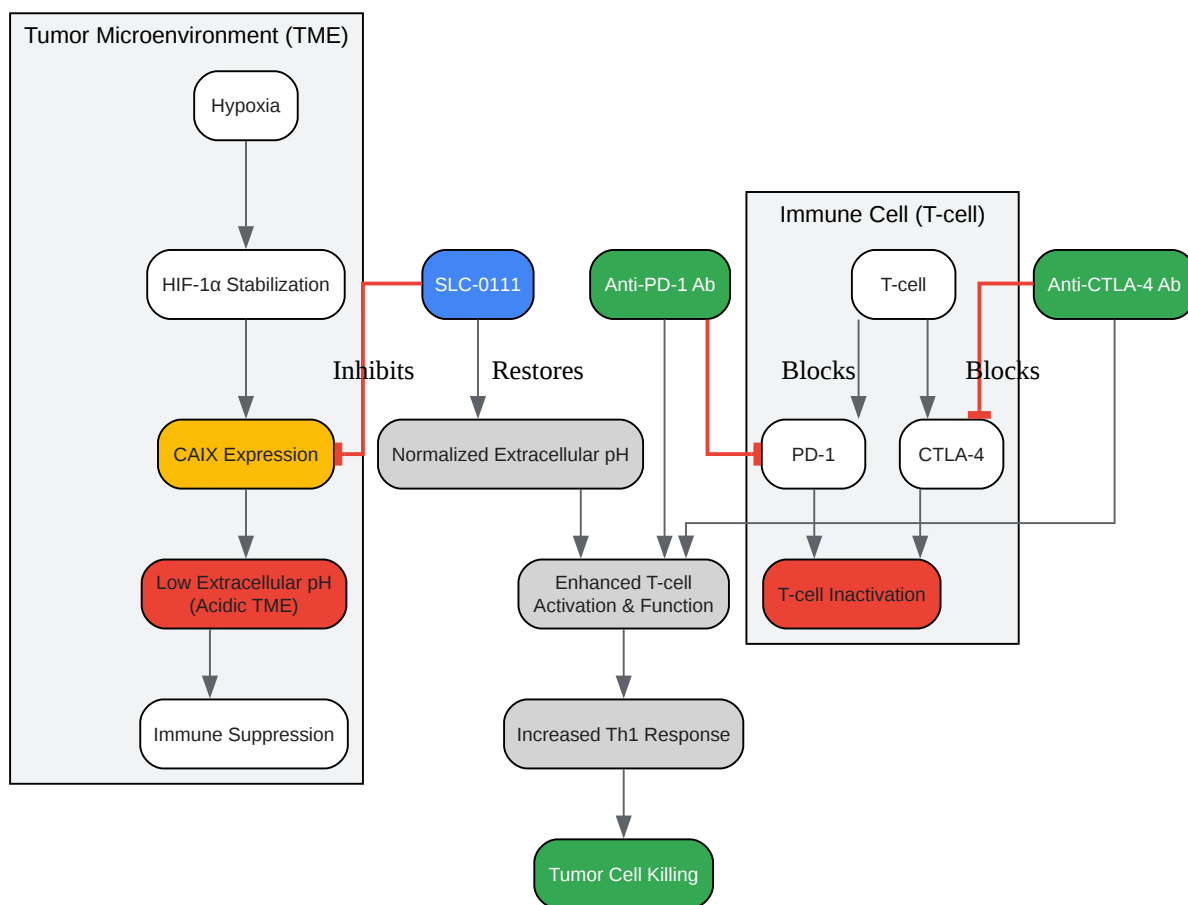 Tumor Microenvironment (TME)
Hypoxia
Immune Cell (T-cell)
HIF-1α Stabilization
SLC-0111
Anti-PD-1 Ab
T-cell
Anti-CTLA-4 Ab
Inhibits
Restores
Blocks
Blocks
CAIX Expression
Normalized Extracellular pH
PD-1
CTLA-4
Low Extracellular pH
(Acidic TME)
Enhanced T-cell
Activation & Function
T-cell Inactivation
Immune Suppression
Increased Th1 Response
Tumor Cell Killing